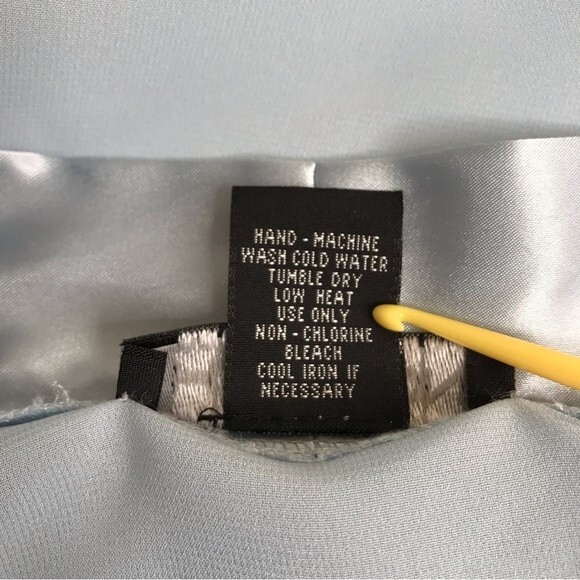 HAND - MACHINE
WASH COLD WATER
TUMBLE DRY
LOW HEAT
USE ONLY
NON - CHLORINE
BLEACH
COOL IRON IF
NECESSARY